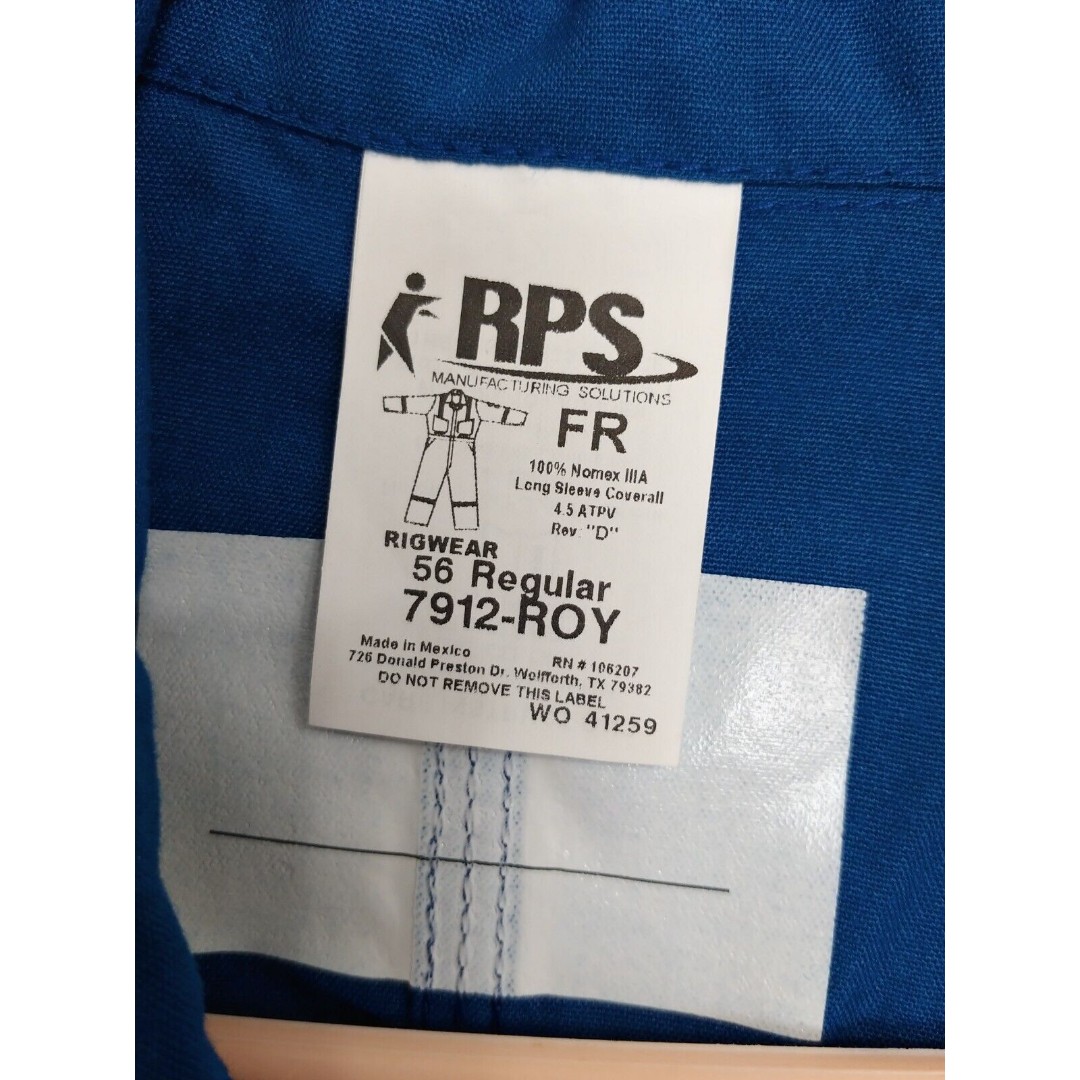 RPS
MANUFACTURING SOLUTIONS
FR
100% Nomex IIIA
Long Sleeve Coverall
4.5 ATPV
Rev. "D"
RIGWEAR
56 Regular
7912-ROY
Made in Mexico RN # 106207
726 Donald Preston Dr. Wolfforth, TX 79382
DO NOT REMOVE THIS LABEL
WO 41259